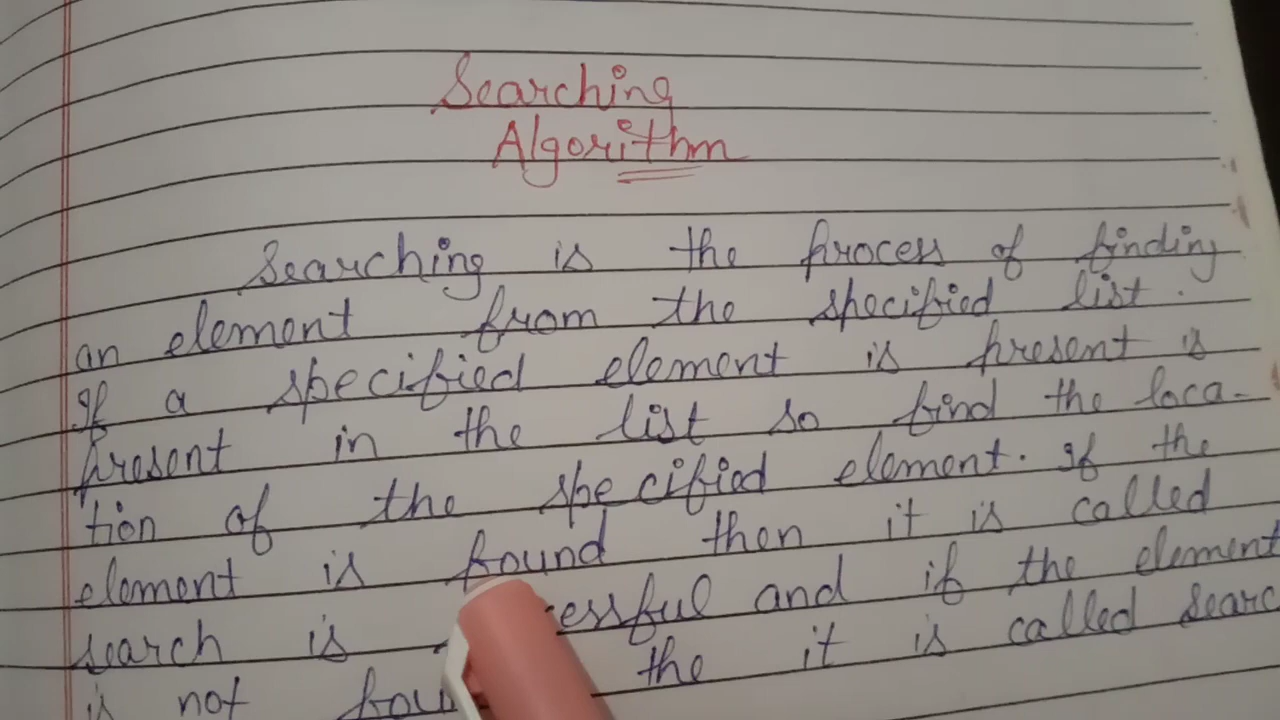 Searching
Algorithm
Searching is the process of finding
an element from the specified list.
If a specified element is present is
present in the list so find the loca-
tion of the specified element. If the
element is found then it is called
search is essful and if the element
is not fou the it is called searc